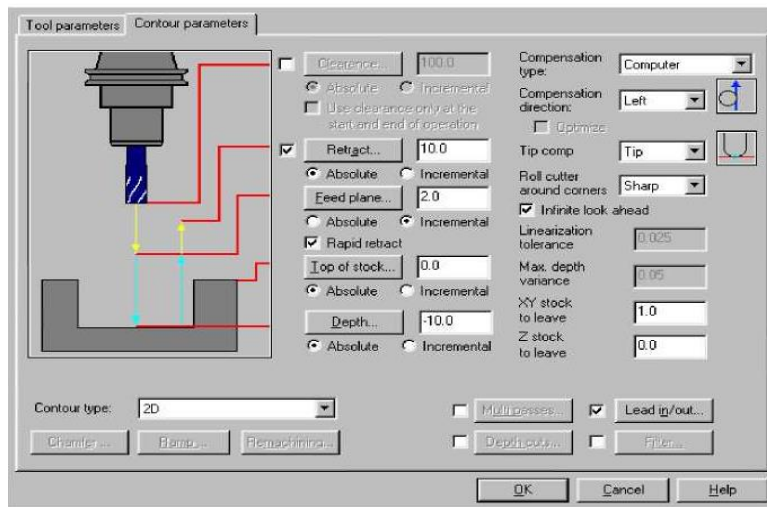 Tool parameters Contour parameters
Clearance... 100.0
Absolute Incremental
Use clearance only at the
start and end of operation
Retract... 10.0
Absolute Incremental
Feed plane... 2.0
Absolute Incremental
Rapid retract
Top of stock... 0.0
Absolute Incremental
Depth... -10.0
Absolute Incremental
Compensation
type: Computer
Compensation
direction: Left
Optimize
Tip comp Tip
Roll cutter
around corners Sharp
Infinite look ahead
Linearization
tolerance 0.025
Max. depth
variance 0.05
XY stock
to leave 1.0
Z stock
to leave 0.0
Contour type: 2D
Multi passes... Lead in/out...
Chamfer... Ramp... Remachining... Depth cuts... Filter...
OK Cancel Help